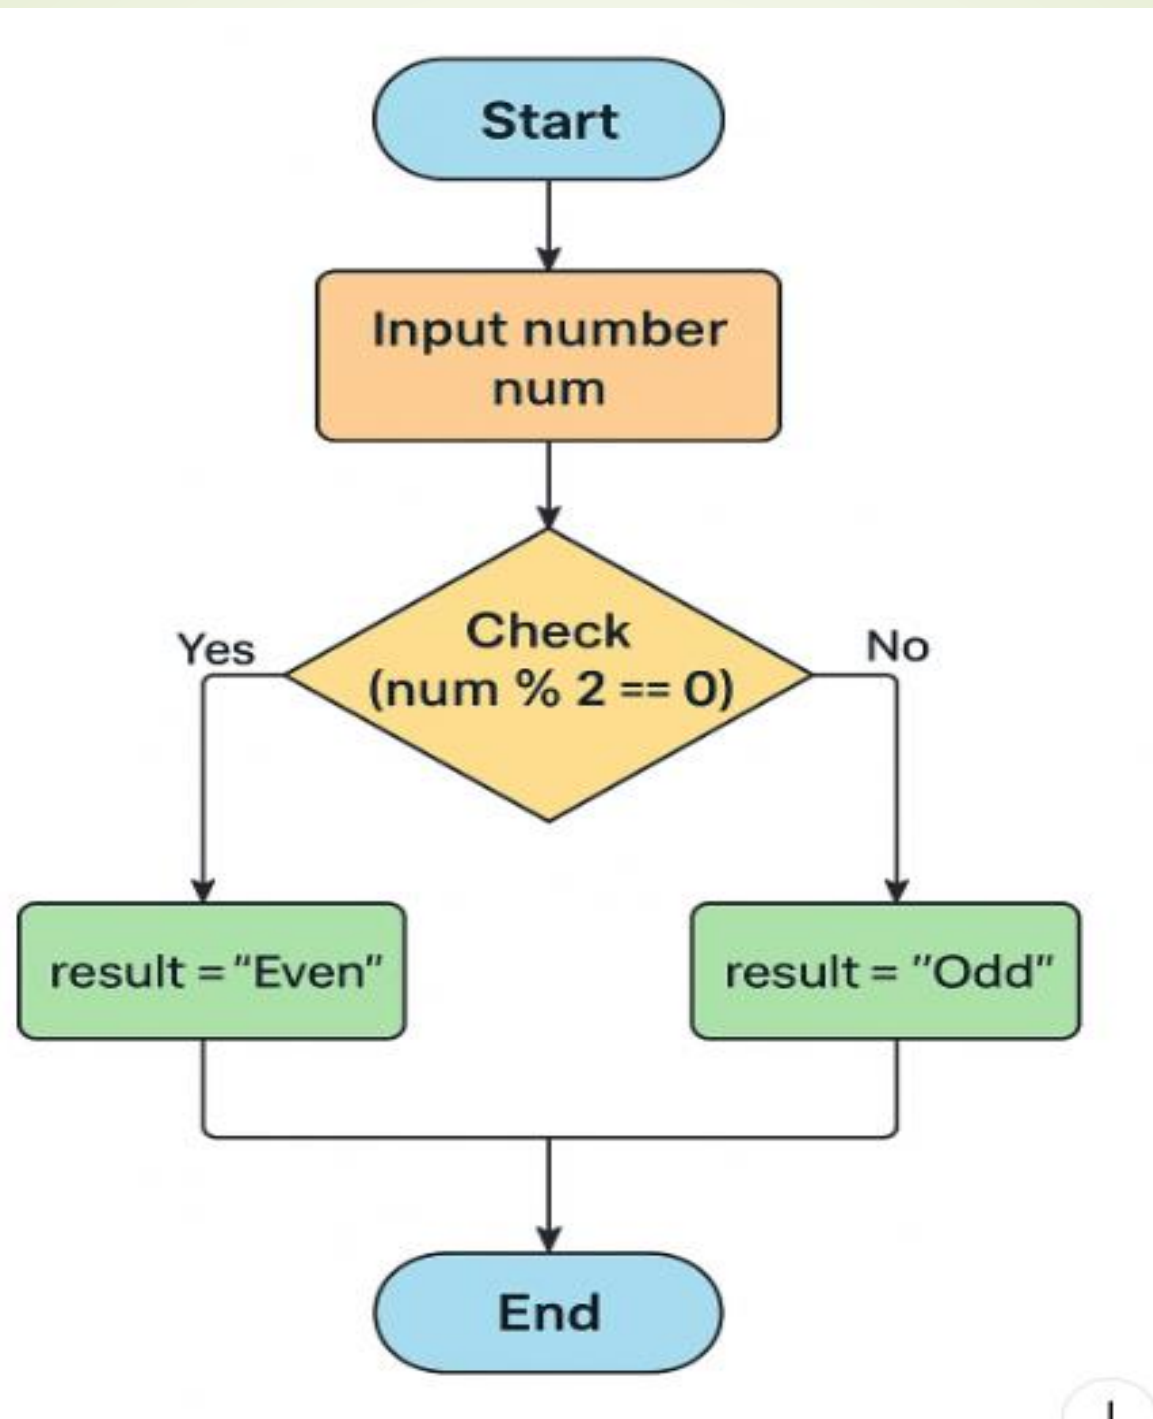 Start
Input number
num
Check
(num % 2 == 0)
Yes
No
result = “Even”
result = ”Odd”
End